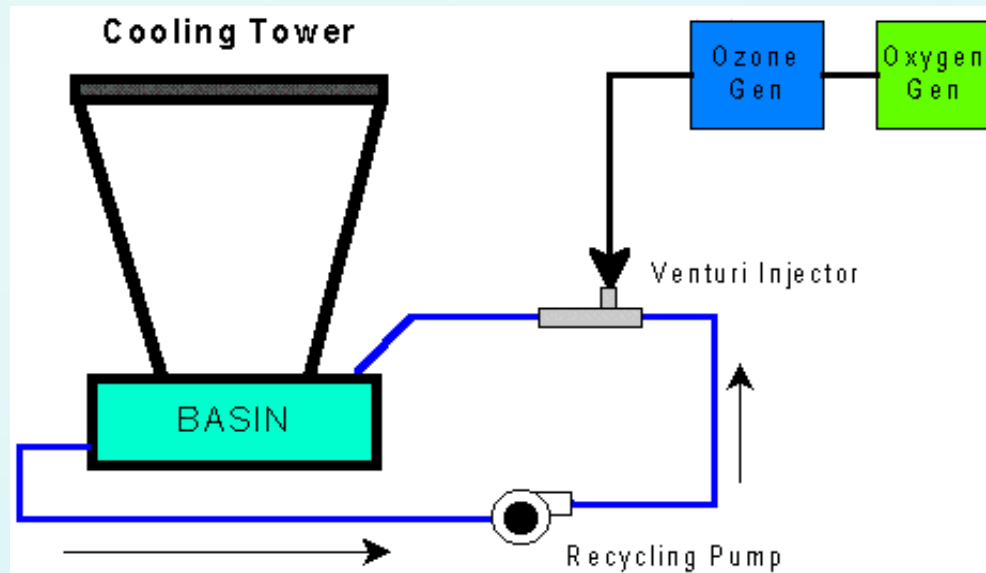 Cooling Tower
Ozone
Gen
Oxygen
Gen
Venturi Injector
BASIN
Recycling Pump